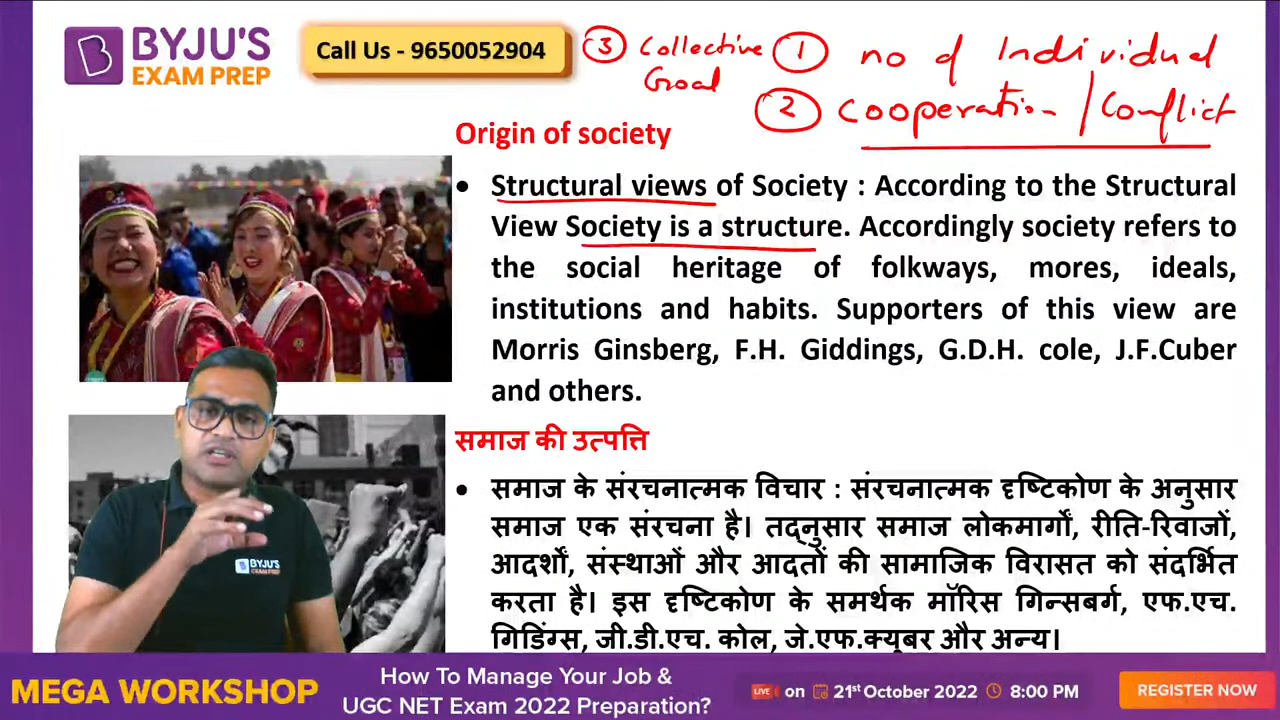 BYJU'S
EXAM PREP
Call Us - 9650052904
③ Collective
Goal
① no of Individual
② Cooperation / Conflict
Origin of society
• Structural views of Society : According to the Structural
View Society is a structure. Accordingly society refers to
the social heritage of folkways, mores, ideals,
institutions and habits. Supporters of this view are
Morris Ginsberg, F.H. Giddings, G.D.H. cole, J.F.Cuber
and others.
समाज की उत्पत्ति
• समाज के संरचनात्मक विचार : संरचनात्मक दृष्टिकोण के अनुसार
समाज एक संरचना है। तद्नुसार समाज लोकमार्गों, रीति-रिवाजों,
आदर्शों, संस्थाओं और आदतों की सामाजिक विरासत को संदर्भित
करता है। इस दृष्टिकोण के समर्थक मॉरिस गिन्सबर्ग, एफ.एच.
गिडिंग्स, जी.डी.एच. कोल, जे.एफ.क्यूबर और अन्य।
BYJU'S
EXAM PREP
MEGA WORKSHOP
How To Manage Your Job &
UGC NET Exam 2022 Preparation?
LIVE on 21st October 2022 8:00 PM
REGISTER NOW